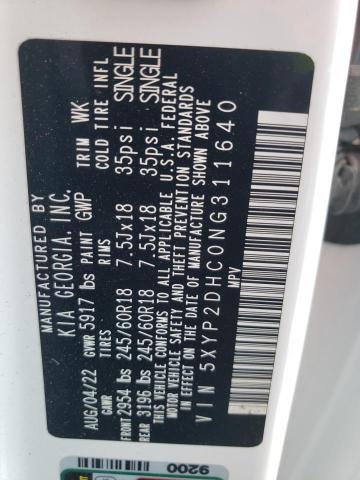 MANUFACTURED BY
KIA GEORGIA, INC.
AUG/04/22 GVWR 5917 lbs PAINT GWP TRIM WK
GAWR TIRES RIMS COLD TIRE INFL
FRONT 2954 lbs 245/60R18 7.5Jx18 35psi SINGLE
REAR 3196 lbs 245/60R18 7.5Jx18 35psi SINGLE
THIS VEHICLE CONFORMS TO ALL APPLICABLE U.S.A. FEDERAL
MOTOR VEHICLE SAFETY AND THEFT PREVENTION STANDARDS
IN EFFECT ON THE DATE OF MANUFACTURE SHOWN ABOVE
VIN 5XYP2DHC0NG311640
MPV
9200